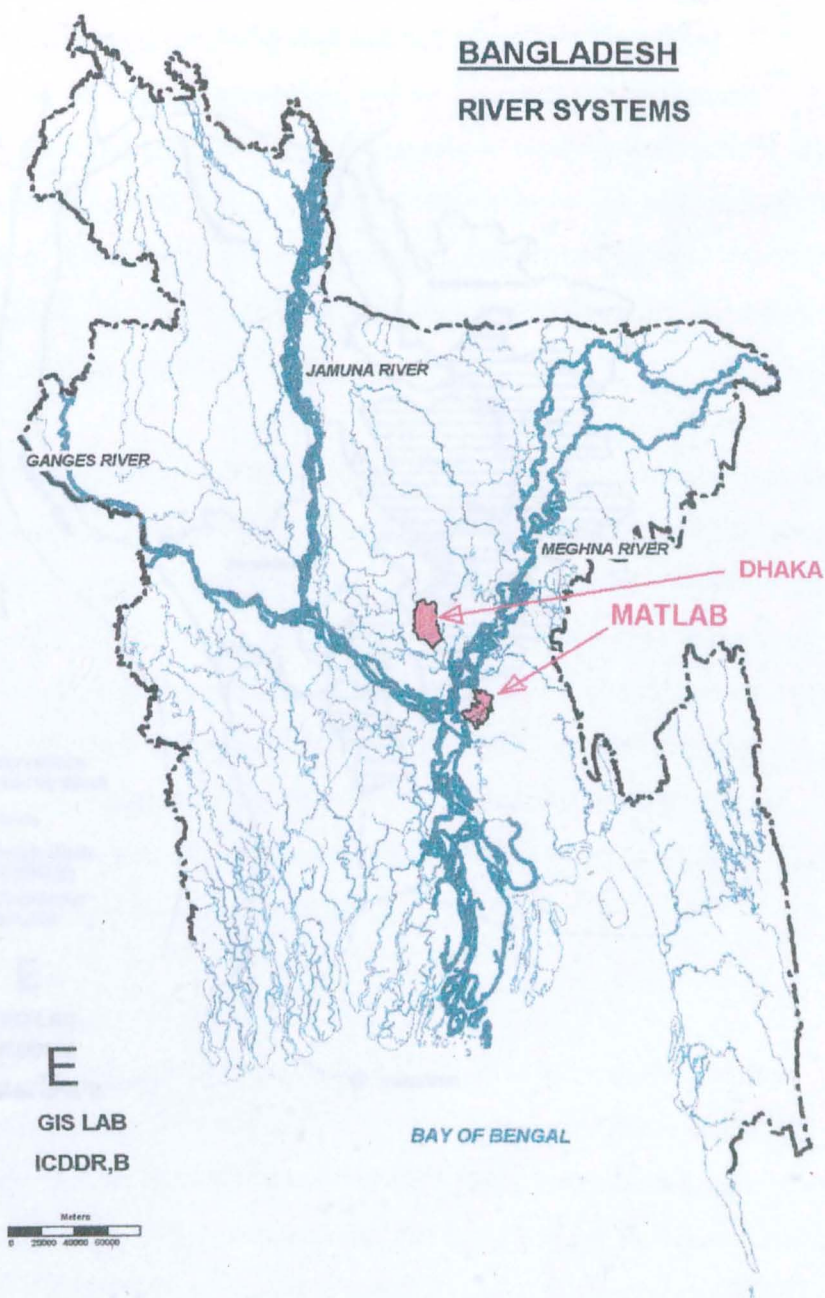 BANGLADESH
RIVER SYSTEMS
JAMUNA RIVER
GANGES RIVER
MEGHNA RIVER
DHAKA
MATLAB
E
GIS LAB
ICDDR,B
BAY OF BENGAL
Meters
0 20000 40000 60000